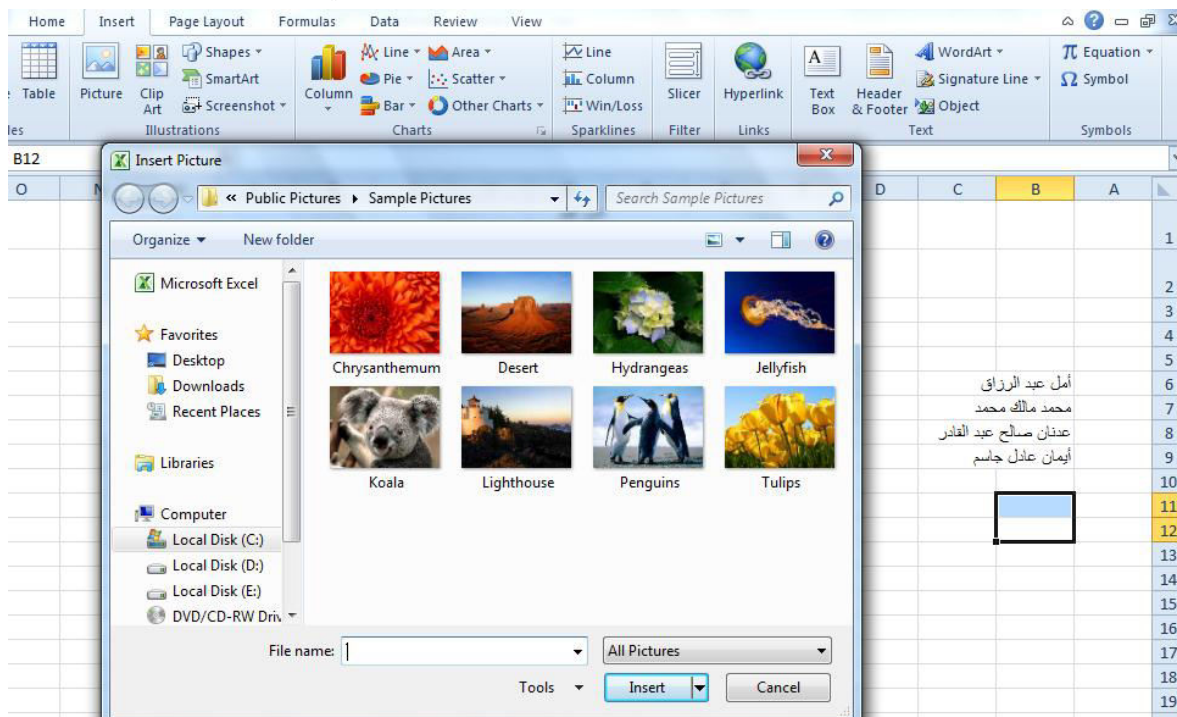 Home Insert Page Layout Formulas Data Review View
Table Picture Clip Art Shapes SmartArt Screenshot Column Line Pie Bar Area Scatter Other Charts Line Column Win/Loss Slicer Hyperlink Text Box Header & Footer WordArt Signature Line Object Equation Symbol
Illustrations Charts Sparklines Filter Links Text Symbols
B12
Insert Picture
« Public Pictures Sample Pictures Search Sample Pictures
O D C B A
Organize New folder
1
2
3
4
5
6
7
8
9
10
11
12
13
14
15
16
17
18
19
Microsoft Excel
Favorites
Desktop
Downloads
Recent Places
Libraries
Computer
Local Disk (C:)
Local Disk (D:)
Local Disk (E:)
DVD/CD-RW
Chrysanthemum Desert Hydrangeas Jellyfish
Koala Lighthouse Penguins Tulips
أمل عبد الرزاق
محمد مالك محمد
عدنان صالح عبد القادر
أيمان عادل جاسم
File name: All Pictures
Tools Insert Cancel